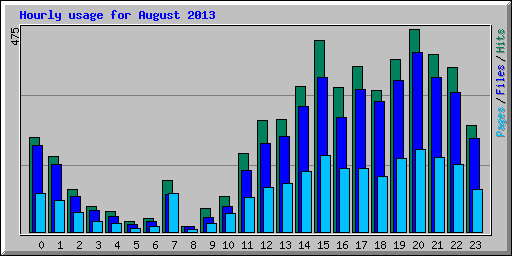 Hourly usage for August 2013
475
Pages/Files/Hits
0 1 2 3 4 5 6 7 8 9 10 11 12 13 14 15 16 17 18 19 20 21 22 23